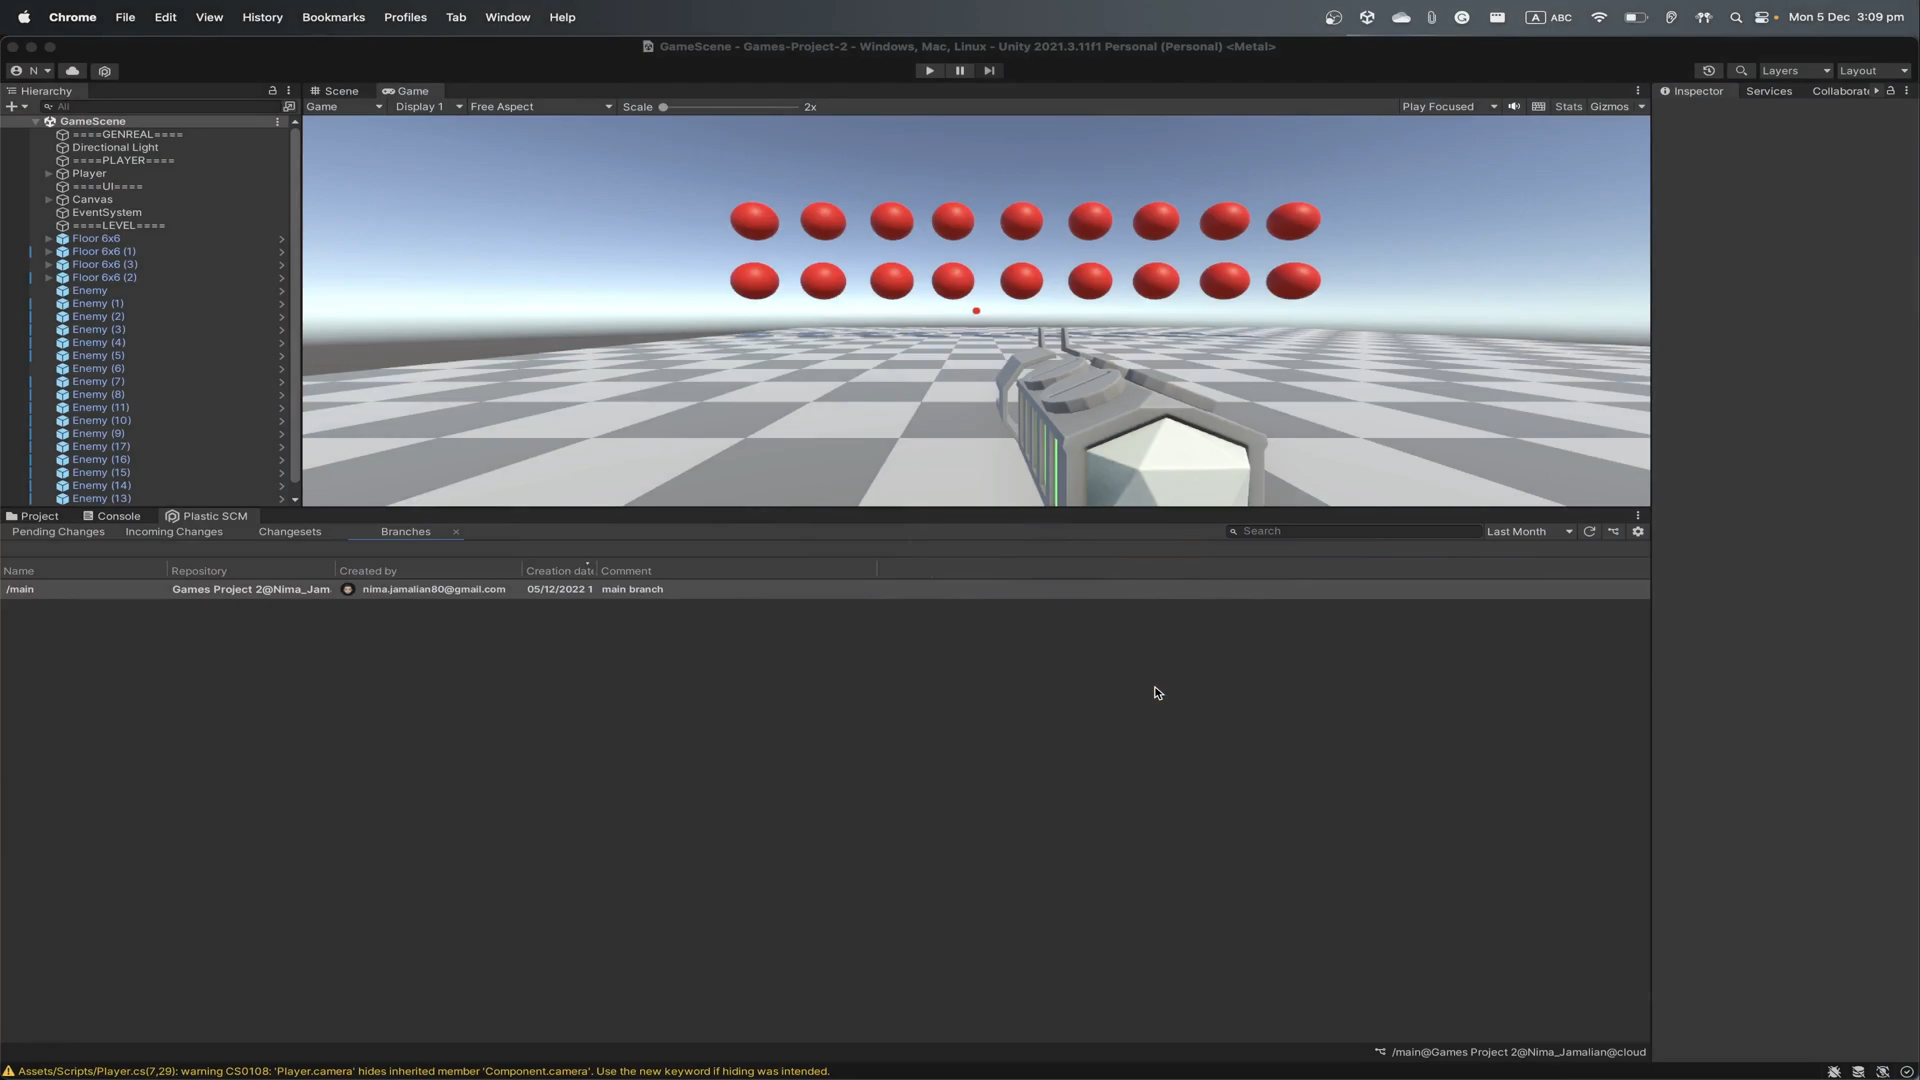 Chrome File Edit View History Bookmarks Profiles Tab Window Help ABC Mon 5 Dec 3:09 pm
GameScene - Games-Project-2 - Windows, Mac, Linux - Unity 2021.3.11f1 Personal (Personal) <Metal>
N Layers Layout
Hierarchy Scene Game Inspector Services Collaborate
All Game Display 1 Free Aspect Scale 2x Play Focused Stats Gizmos
GameScene
====GENREAL====
Directional Light
====PLAYER====
Player
====UI====
Canvas
EventSystem
====LEVEL====
Floor 6x6
Floor 6x6 (1)
Floor 6x6 (3)
Floor 6x6 (2)
Enemy
Enemy (1)
Enemy (2)
Enemy (3)
Enemy (4)
Enemy (5)
Enemy (6)
Enemy (7)
Enemy (8)
Enemy (11)
Enemy (10)
Enemy (9)
Enemy (17)
Enemy (16)
Enemy (15)
Enemy (14)
Enemy (13)
Project Console Plastic SCM
Pending Changes Incoming Changes Changesets Branches Search Last Month
Name Repository Created by Creation date Comment
/main Games Project 2@Nima_Jam nima.jamalian80@gmail.com 05/12/2022 1 main branch
/main@Games Project 2@Nima_Jamalian@cloud
Assets/Scripts/Player.cs(7,29): warning CS0108: 'Player.camera' hides inherited member 'Component.camera'. Use the new keyword if hiding was intended.